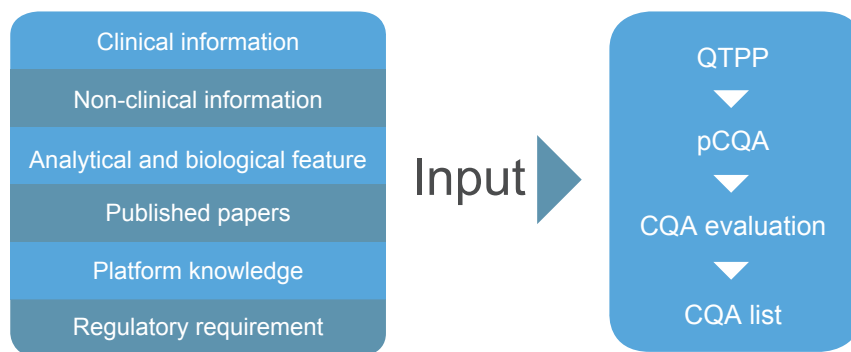 Clinical information
Non-clinical information
Analytical and biological feature
Published papers
Platform knowledge
Regulatory requirement
Input
QTPP
pCQA
CQA evaluation
CQA list